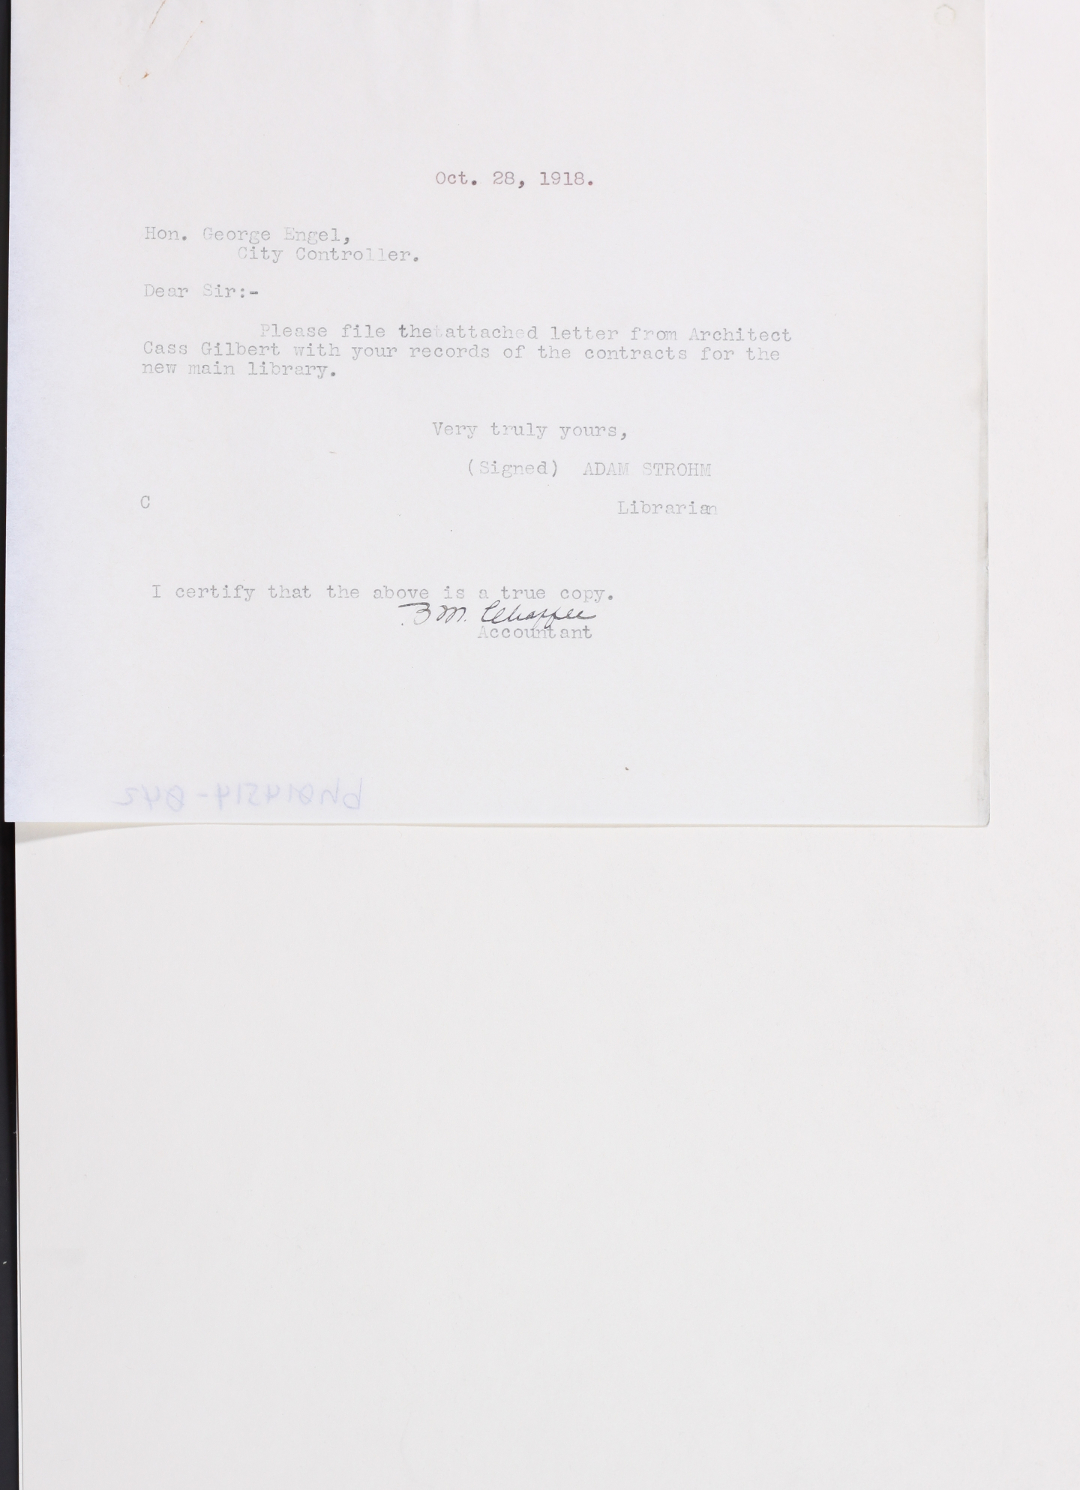 Oct. 28, 1918.
Hon. George Engel,
City Controller.
Dear Sir:-
Please file the attached letter from Architect
Cass Gilbert with your records of the contracts for the
new main library.
Very truly yours,
(Signed) ADAM STROHM
C Librarian
I certify that the above is a true copy.
B M. Chaffee
Accountant